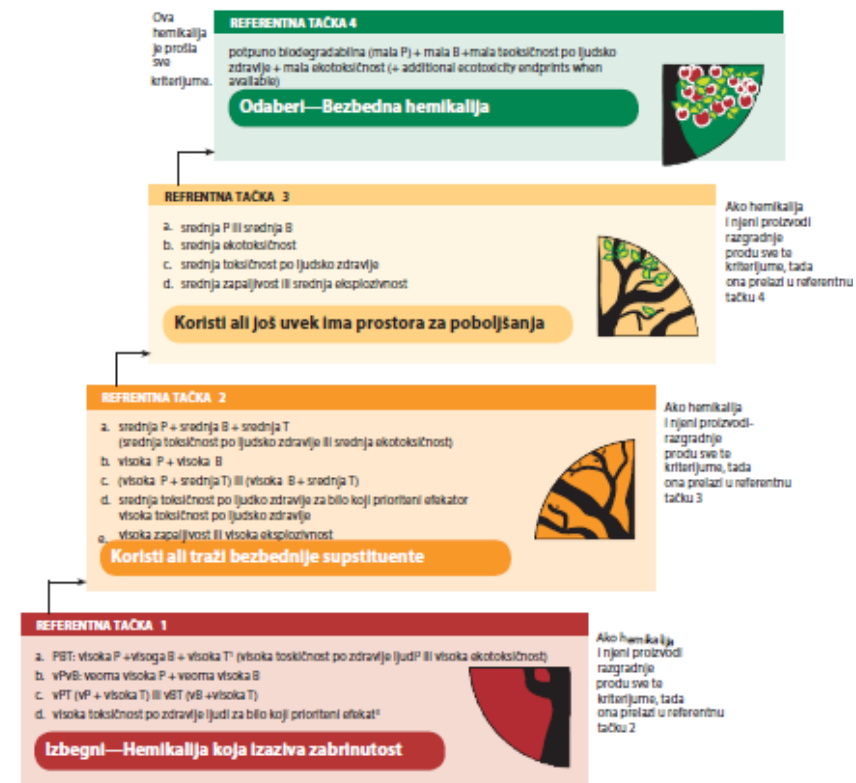 Ova
hemikalija
je prošla
sve
kriterijume.
REFERENTNA TAČKA 4
potpuno biodegradabilna (mala P) + mala B +mala teoksičnost po ljudsko
zdravlje + mala ekotoksičnost (+ additional ecotoxicity endprints when
available)
Odaberi—Bezbedna hemikalija
REFRENTNA TAČKA 3
a. srednja P ili srednja B
b. srednja ekotoksičnost
c. srednja toksičnost po ljudsko zdravlje
d. srednja zapaljivost ili srednja eksplozivnost
Koristi ali još uvek ima prostora za poboljšanja
Ako hemikalija
i njeni proizvodi
razgradnje
produ sve te
kriterijume, tada
ona prelazi u referentnu
tačku 4
REFRENTNA TAČKA 2
a. srednja P + srednja B + srednja T
(srednja toksičnost po ljudsko zdravlje ili srednja ekotoksičnost)
b. visoka P + visoka B
c. (visoka P + srednja T) ili (visoka B + srednja T)
d. srednja toksičnost po ljudko zdravlje za bilo koji prioriteni efekator
visoka toksičnost po ljudsko zdravlje
e. visoka zapaljivost ili visoka eksplozivnost
Koristi ali traži bezbednije supstituente
Ako hemikalija
i njeni proizvodi-
razgradnje
produ sve te
kriterijume, tada
ona prelazi u referentnu
tačku 3
REFERENTNA TAČKA 1
a. PBT: visoka P +visoga B + visoka T¹ (visoka toskičnost po zdravlje ljudi² ili visoka ekotoksičnost)
b. vPvB: veoma visoka P + veoma visoka B
c. vPT (vP + visoka T) ili vBT (vB +visoka T)
d. visoka toksičnost po zdravlje ljudi za bilo koji prioriteni efekat³
Izbegni—Hemikalija koja izaziva zabrinutost
Ako hemikalija
i njeni proizvodi
razgradnje
produ sve te
kriterijume, tada
ona prelazi u referentnu
tačku 2